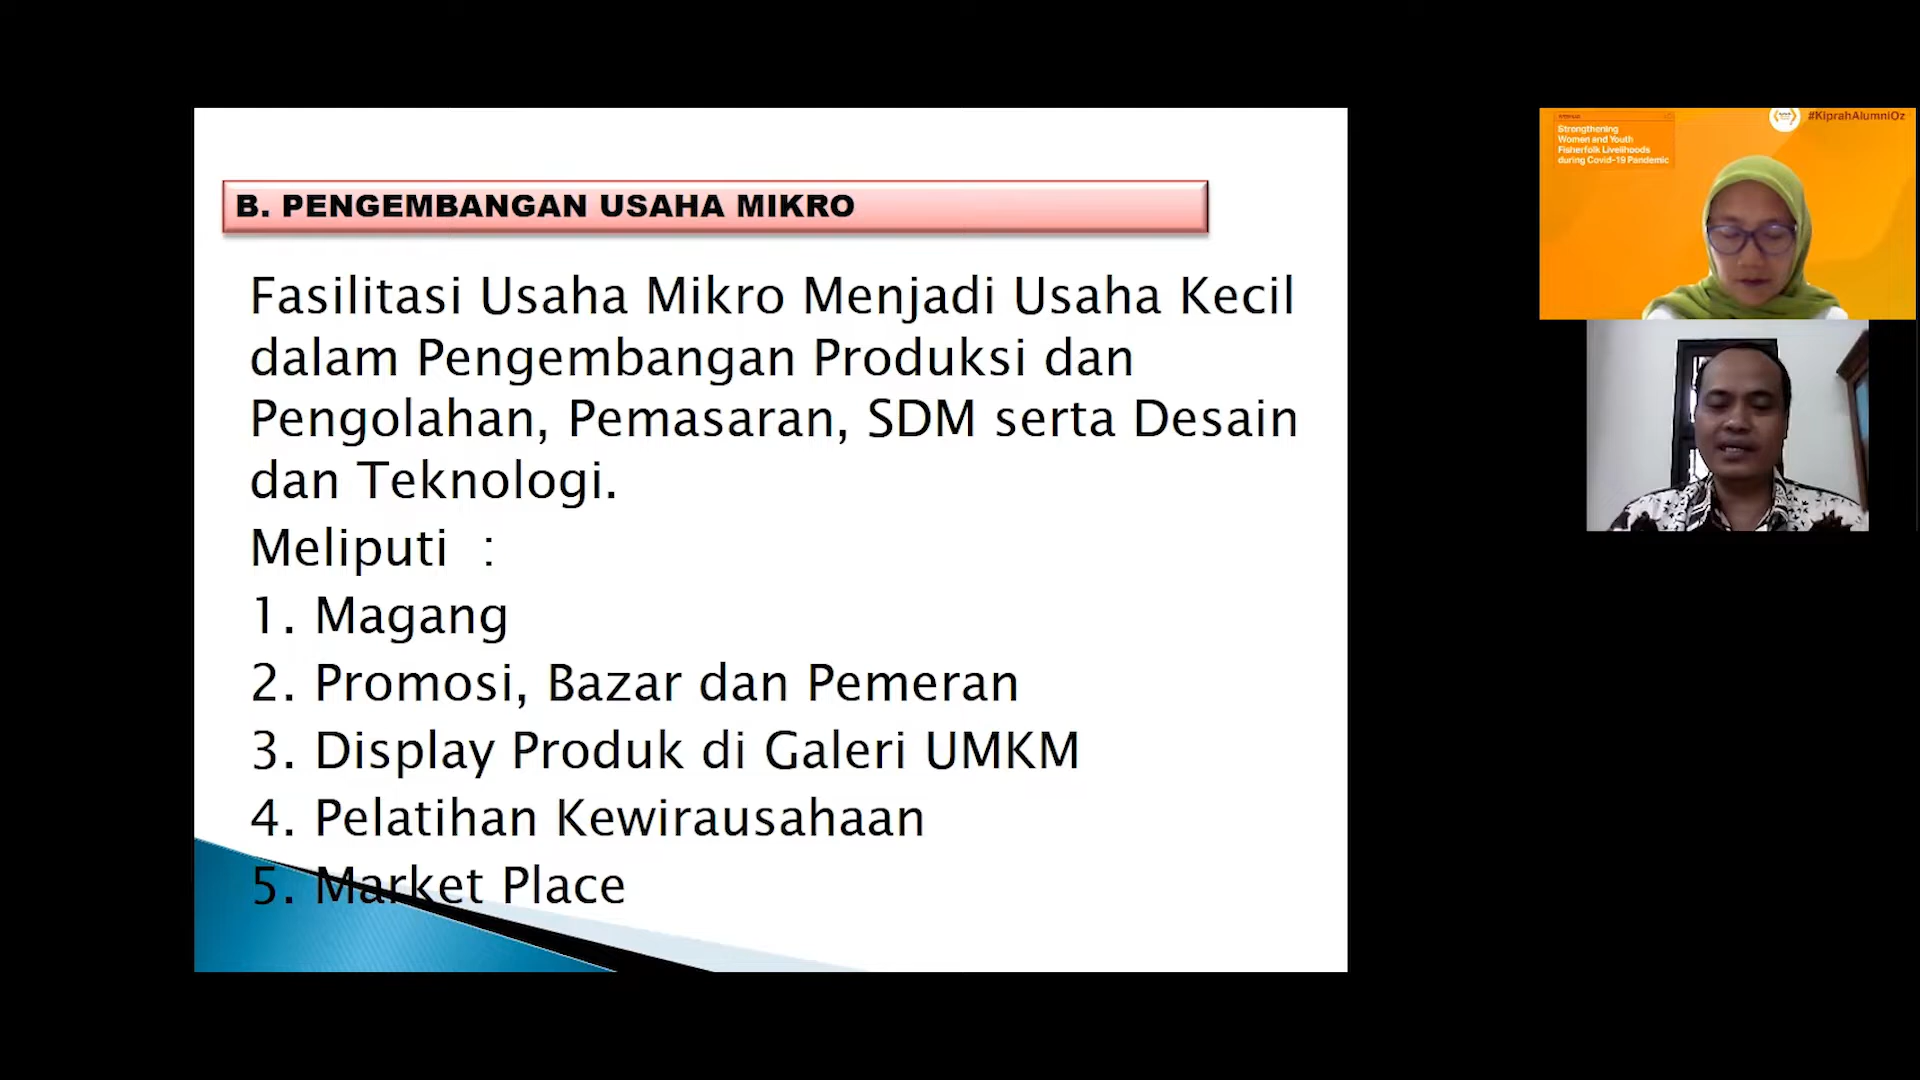 B. PENGEMBANGAN USAHA MIKRO
Fasilitasi Usaha Mikro Menjadi Usaha Kecil
dalam Pengembangan Produksi dan
Pengolahan, Pemasaran, SDM serta Desain
dan Teknologi.
Meliputi :
1. Magang
2. Promosi, Bazar dan Pemeran
3. Display Produk di Galeri UMKM
4. Pelatihan Kewirausahaan
5. Market Place
#KiprahAlumniOz
Strengthening
Women and Youth
Fisherfolk Livelihoods
during Covid-19 Pandemic